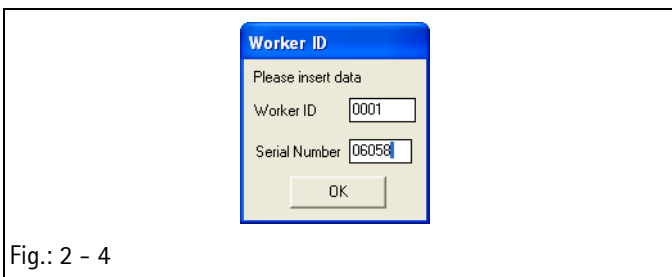 Worker ID
Please insert data
Worker ID 0001
Serial Number 06058
OK
Fig.: 2 - 4